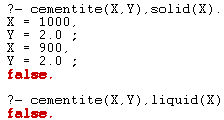 ?- cementite(X,Y),solid(X).
X = 1000,
Y = 2.0 ;
X = 900,
Y = 2.0 ;
false.
?- cementite(X,Y),liquid(X)
false.